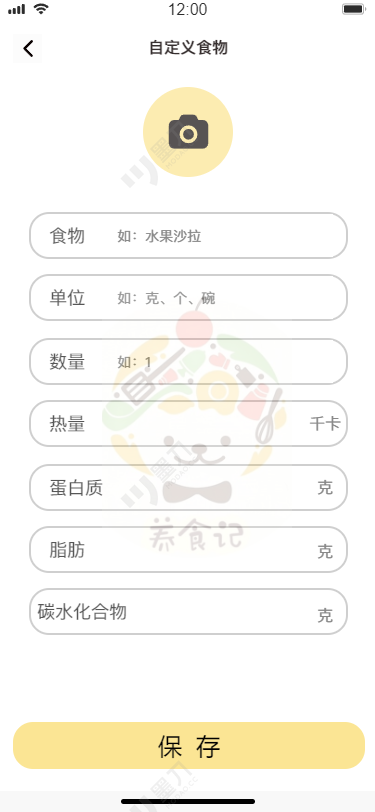 12:00
自定义食物
食物 如：水果沙拉
单位 如：克、个、碗
数量 如：1
热量 千卡
蛋白质 克
养食记
脂肪 克
碳水化合物 克
保 存